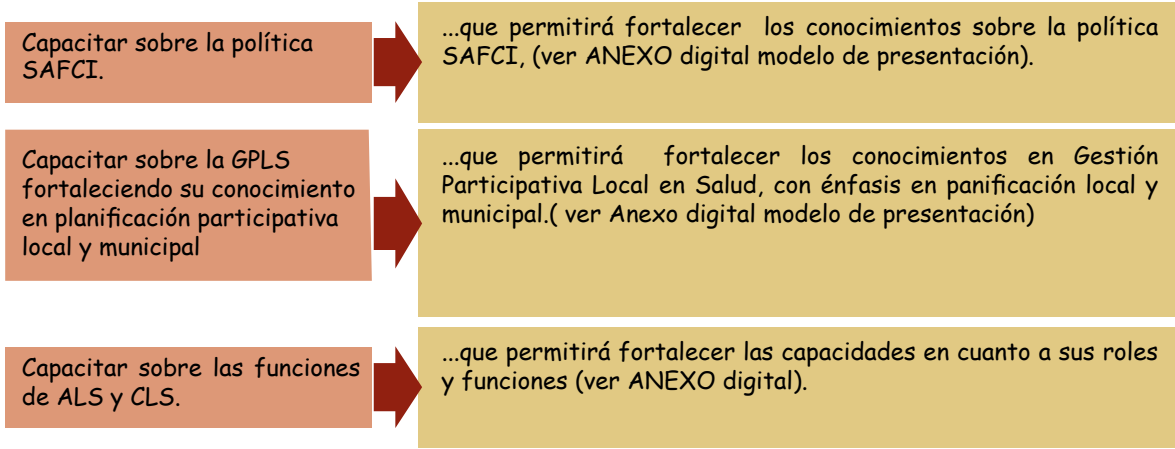 Capacitar sobre la política
SAFCI.
...que permitirá fortalecer los conocimientos sobre la política
SAFCI, (ver ANEXO digital modelo de presentación).
Capacitar sobre la GPLS
fortaleciendo su conocimiento
en planificación participativa
local y municipal
...que permitirá fortalecer los conocimientos en Gestión
Participativa Local en Salud, con énfasis en panificación local y
municipal.( ver Anexo digital modelo de presentación)
Capacitar sobre las funciones
de ALS y CLS.
...que permitirá fortalecer las capacidades en cuanto a sus roles
y funciones (ver ANEXO digital).